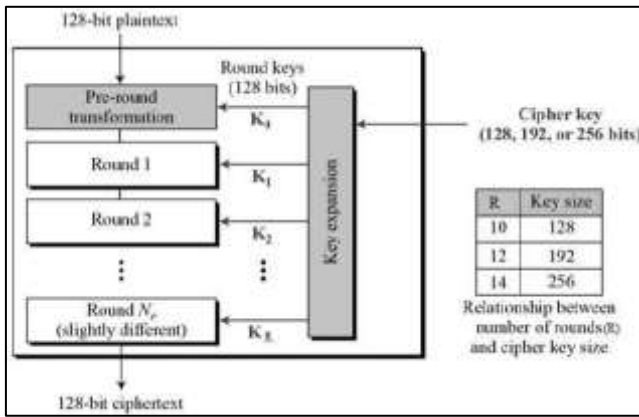 128-bit plaintext
Round keys
(128 bits)
Pre-round
transformation
Cipher key
(128, 192, or 256 bits)
Round 1
K₁
Round 2
K₂
Key expansion
R Key size
10 128
12 192
14 256
Relationship between
number of rounds(R)
and cipher key size
Round
(slightly different)
128-bit ciphertext